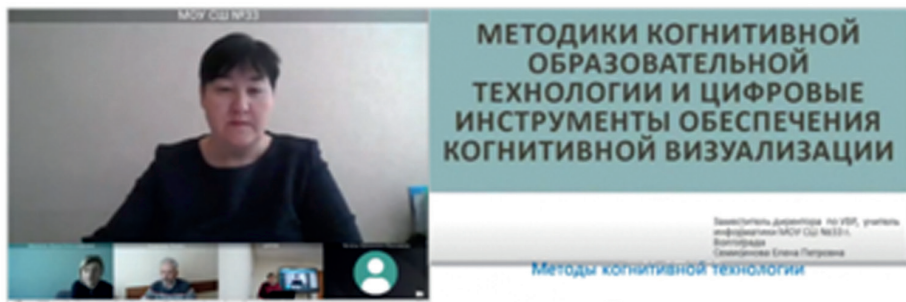 МОУ СШ №33
МЕТОДИКИ КОГНИТИВНОЙ
ОБРАЗОВАТЕЛЬНОЙ
ТЕХНОЛОГИИ И ЦИФРОВЫЕ
ИНСТРУМЕНТЫ ОБЕСПЕЧЕНИЯ
КОГНИТИВНОЙ ВИЗУАЛИЗАЦИИ
Заместитель директора по УВР, учитель
информатики МОУ СШ №33 г.
Волгограда
Елена Петровна
Методы когнитивной технологии